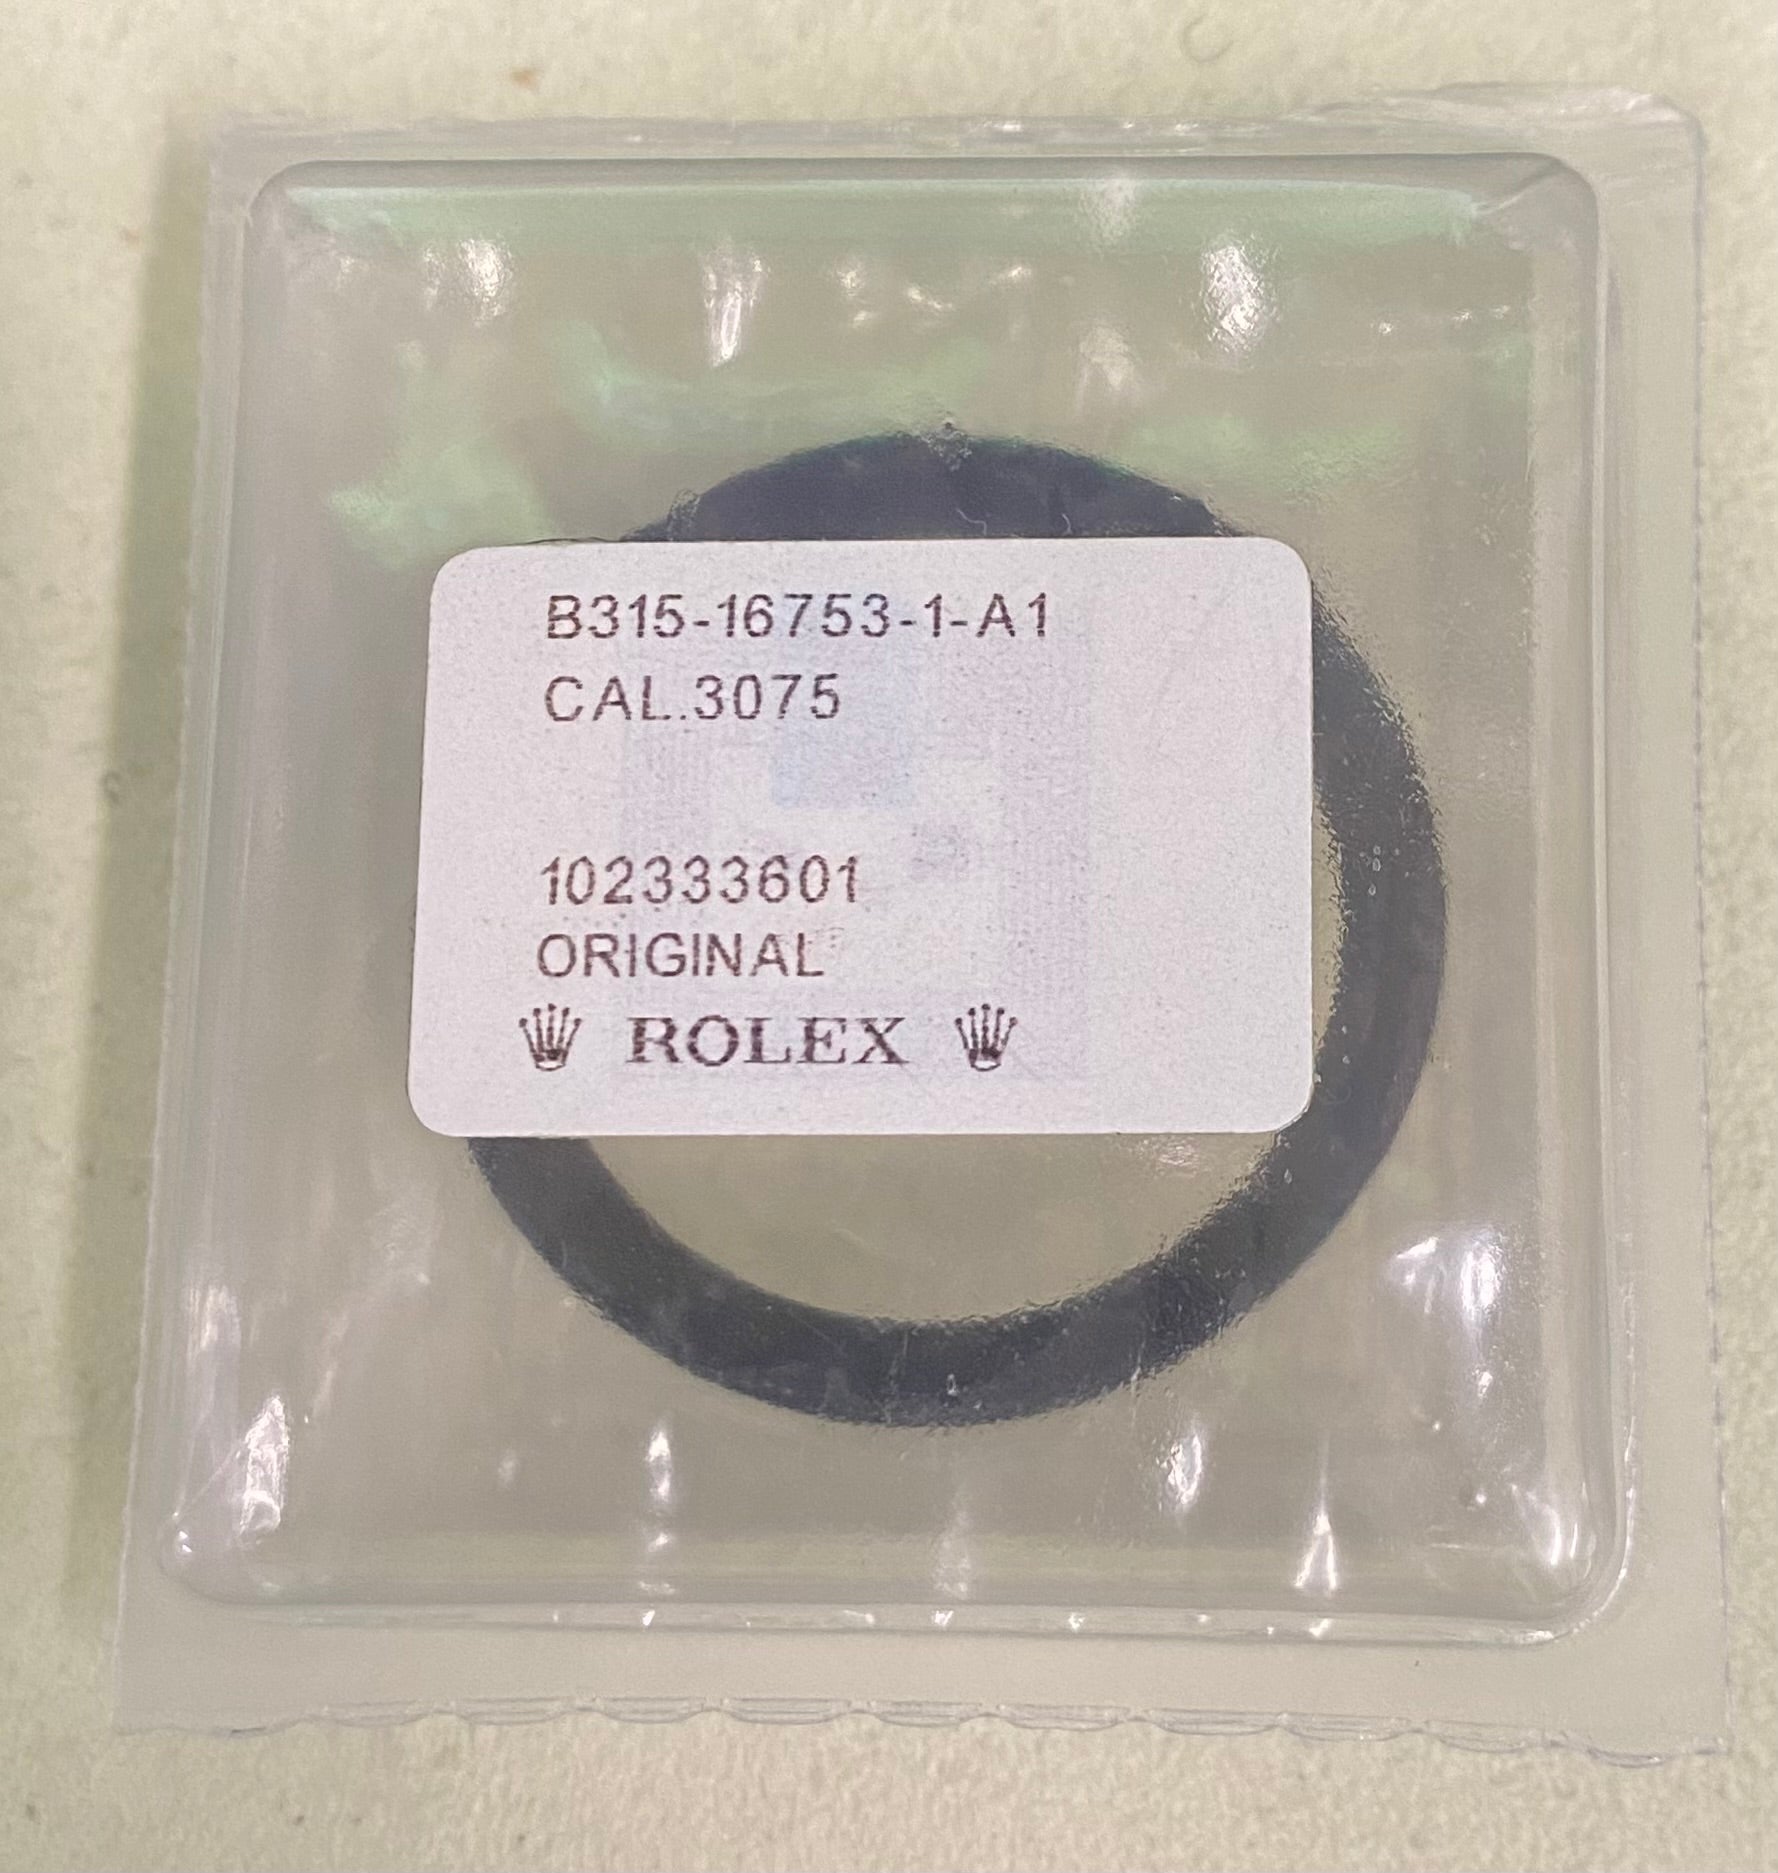 B315-16753-1-A1
CAL.3075
102333601
ORIGINAL
ROLEX